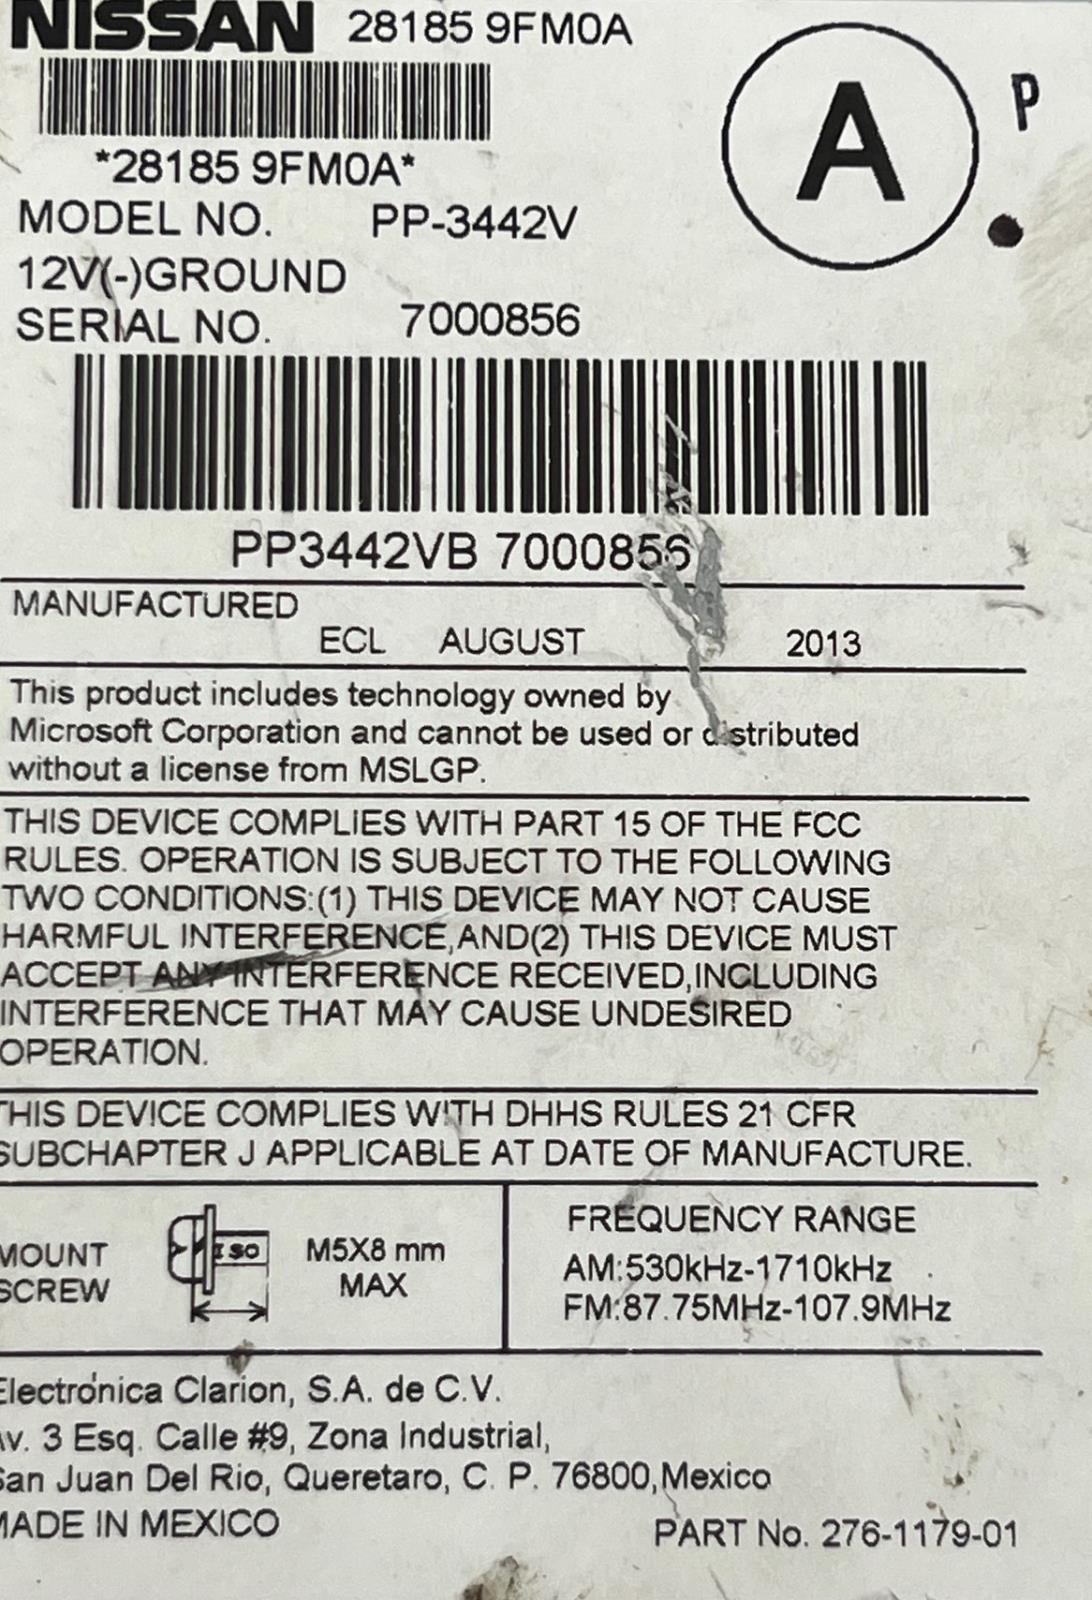 NISSAN 28185 9FM0A
A
P
*28185 9FM0A*
MODEL NO. PP-3442V
12V(-)GROUND
SERIAL NO. 7000856
PP3442VB 7000856
MANUFACTURED
ECL AUGUST 2013
This product includes technology owned by
Microsoft Corporation and cannot be used or distributed
without a license from MSLGP.
THIS DEVICE COMPLIES WITH PART 15 OF THE FCC
RULES. OPERATION IS SUBJECT TO THE FOLLOWING
TWO CONDITIONS:(1) THIS DEVICE MAY NOT CAUSE
HARMFUL INTERFERENCE,AND(2) THIS DEVICE MUST
ACCEPT ANY INTERFERENCE RECEIVED,INCLUDING
INTERFERENCE THAT MAY CAUSE UNDESIRED
OPERATION.
THIS DEVICE COMPLIES WITH DHHS RULES 21 CFR
SUBCHAPTER J APPLICABLE AT DATE OF MANUFACTURE.
MOUNT
SCREW
ISO
M5X8 mm
MAX
FREQUENCY RANGE
AM:530kHz-1710kHz
FM:87.75MHz-107.9MHz
Electrónica Clarion, S.A. de C.V.
Av. 3 Esq. Calle #9, Zona Industrial,
San Juan Del Rio, Queretaro, C. P. 76800,Mexico
MADE IN MEXICO
PART No. 276-1179-01